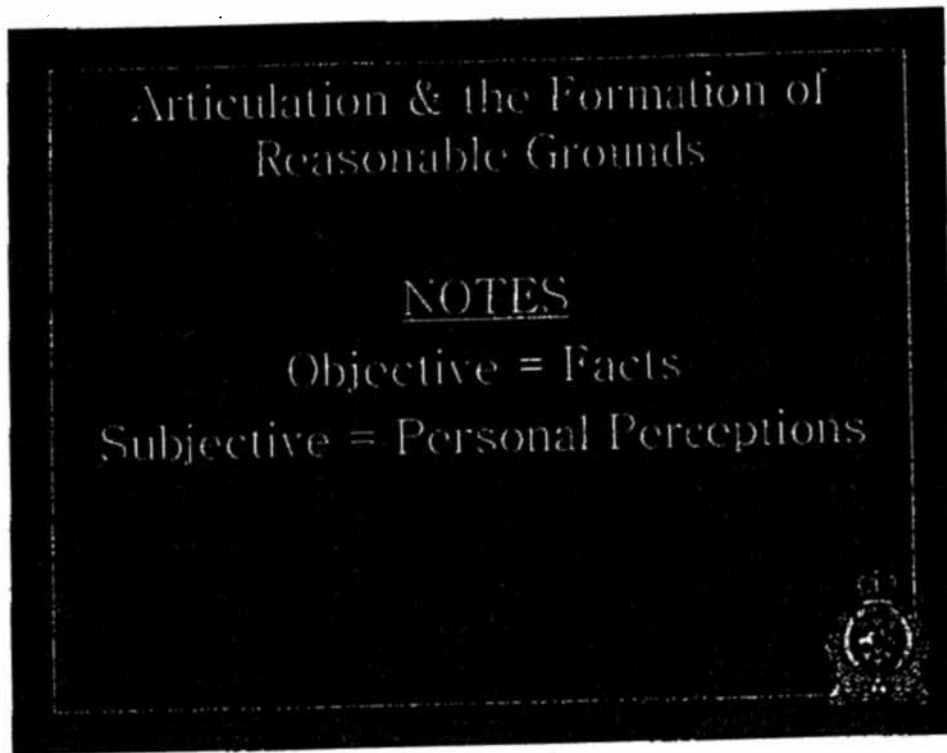 Articulation & the Formation of
Reasonable Grounds
NOTES
Objective = Facts
Subjective = Personal Perceptions